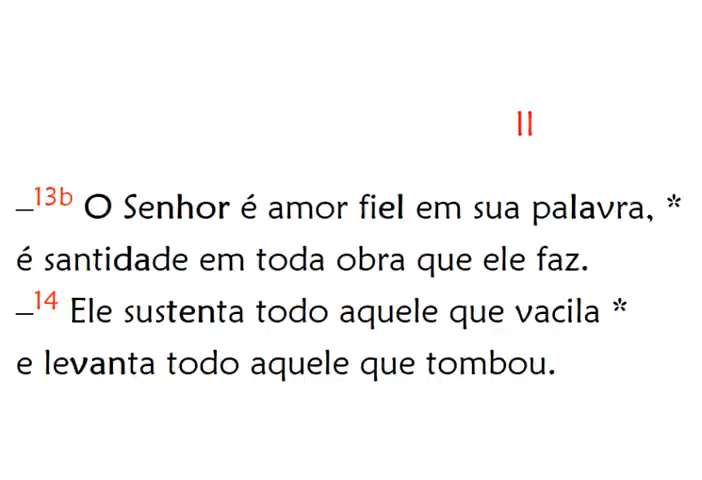 II
–13b O Senhor é amor fiel em sua palavra, *
é santidade em toda obra que ele faz.
–14 Ele sustenta todo aquele que vacila *
e levanta todo aquele que tombou.